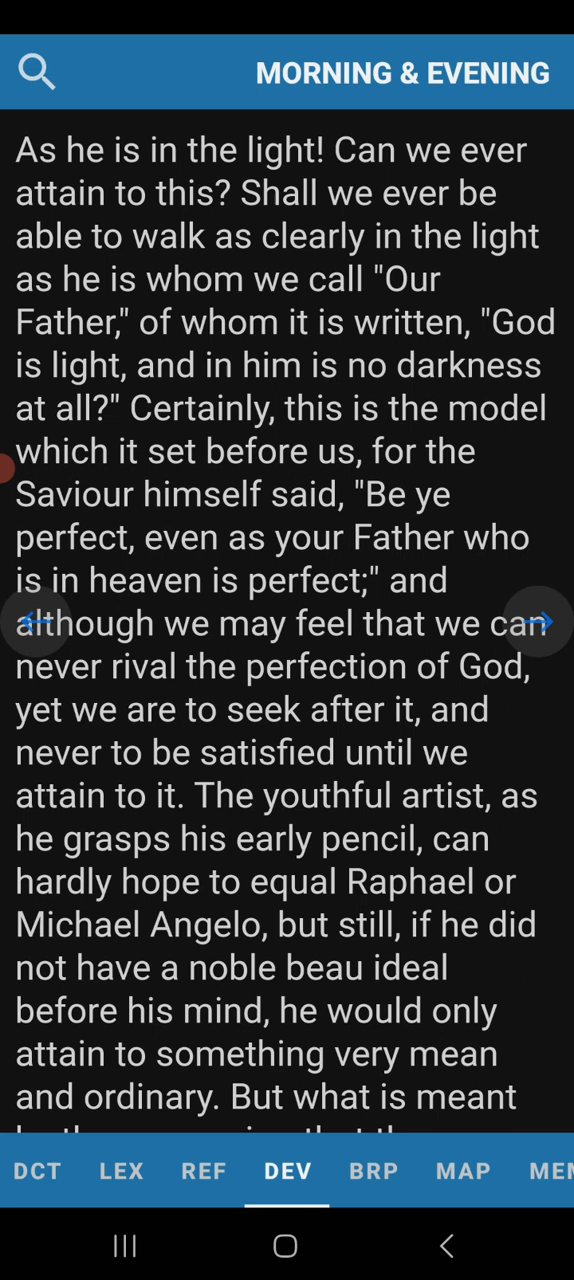 MORNING & EVENING
As he is in the light! Can we ever
attain to this? Shall we ever be
able to walk as clearly in the light
as he is whom we call "Our
Father," of whom it is written, "God
is light, and in him is no darkness
at all?" Certainly, this is the model
which it set before us, for the
Saviour himself said, "Be ye
perfect, even as your Father who
is in heaven is perfect;" and
although we may feel that we can
never rival the perfection of God,
yet we are to seek after it, and
never to be satisfied until we
attain to it. The youthful artist, as
he grasps his early pencil, can
hardly hope to equal Raphael or
Michael Angelo, but still, if he did
not have a noble beau ideal
before his mind, he would only
attain to something very mean
and ordinary. But what is meant
DCT LEX REF DEV BRP MAP